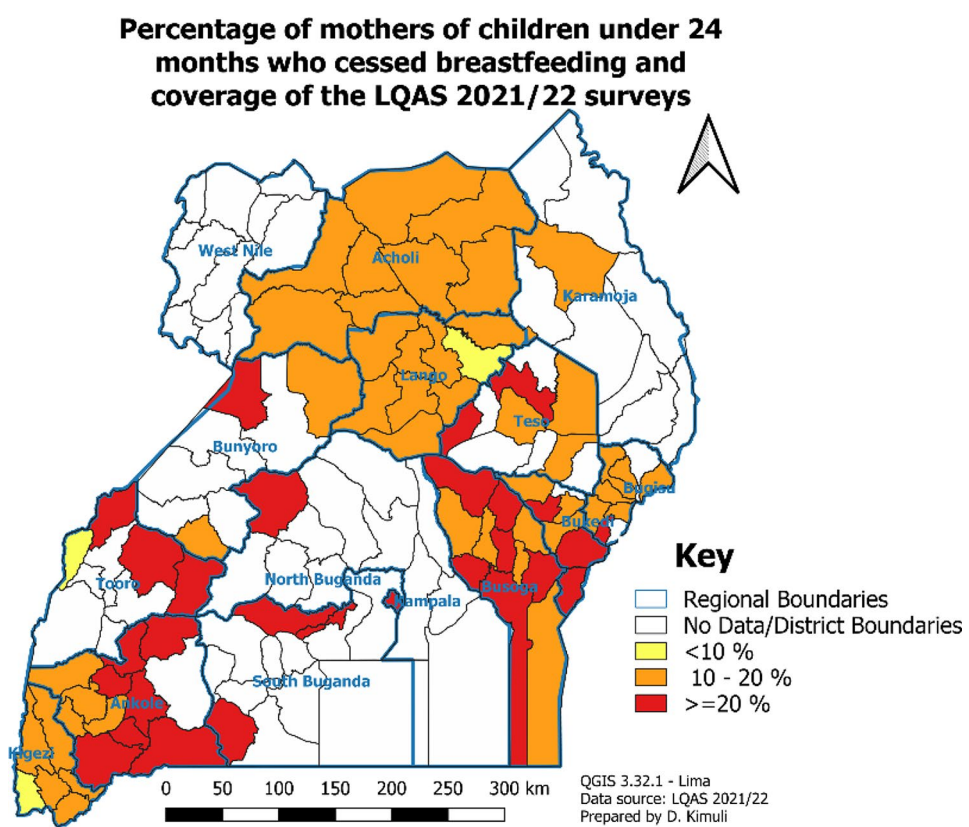 Percentage of mothers of children under 24
months who cessed breastfeeding and
coverage of the LQAS 2021/22 surveys
West Nile
Acholi
Karamoja
Lango
Teso
Bunyoro
Bugisu
Bukedi
Tooro
North Buganda
Kampala
Busoga
South Buganda
Ankole
Kigezi
Key
Regional Boundaries
No Data/District Boundaries
<10 %
10 - 20 %
>=20 %
0 50 100 150 200 250 300 km
QGIS 3.32.1 - Lima
Data source: LQAS 2021/22
Prepared by D. Kimuli